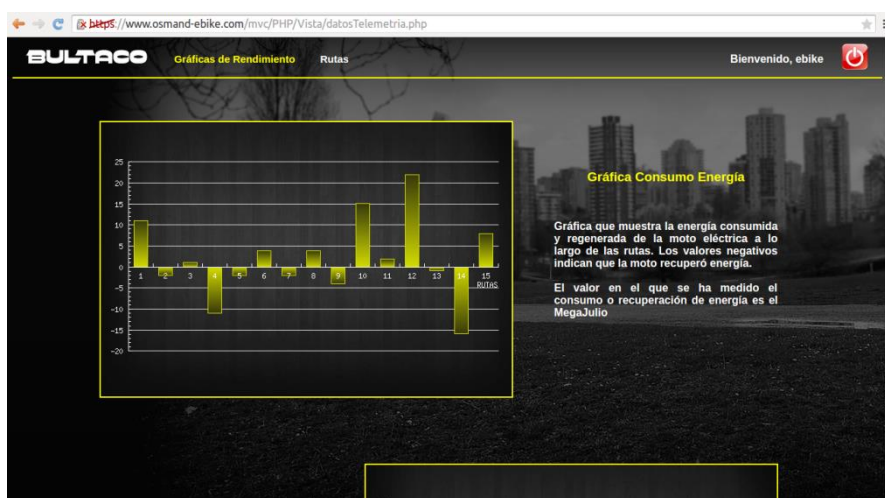 https://www.osmand-ebike.com/mvc/PHP/Vista/datosTelemetria.php
BULTACO
Gráficas de Rendimiento
Rutas
Bienvenido, ebike
25
20
15
10
5
0
-5
-10
-15
-20
1 2 3 4 5 6 7 8 9 10 11 12 13 14 15
RUTAS
Gráfica Consumo Energía
Gráfica que muestra la energía consumida
y regenerada de la moto eléctrica a lo
largo de las rutas. Los valores negativos
indican que la moto recuperó energía.
El valor en el que se ha medido el
consumo o recuperación de energía es el
MegaJulio